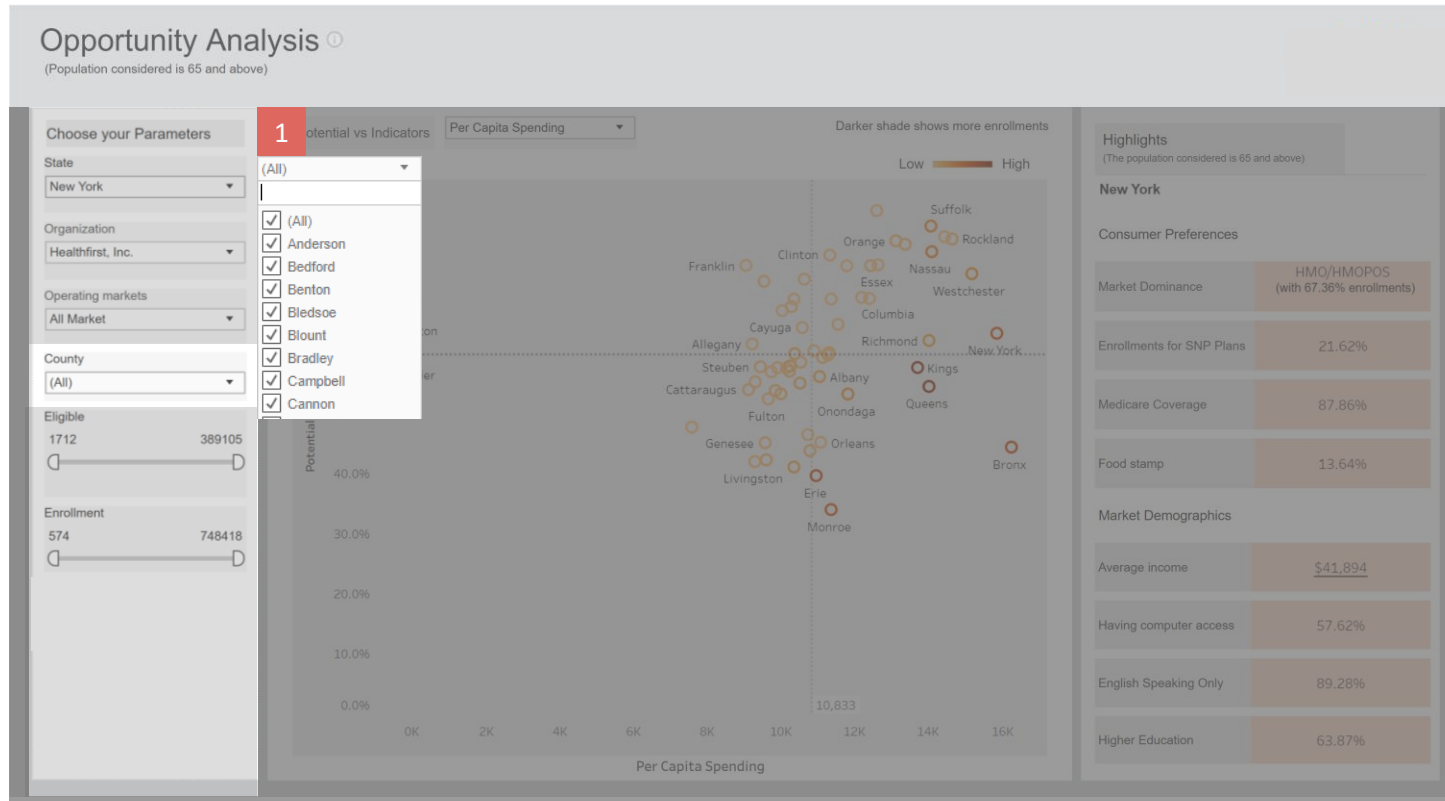 Opportunity Analysis
(Population considered is 65 and above)
Choose your Parameters
State
New York
Organization
Healthfirst, Inc.
Operating markets
All Market
County
(All)
Eligible
1712 389105
Enrollment
574 748418
1
(All)
(All)
Anderson
Bedford
Benton
Bledsoe
Blount
Bradley
Campbell
Cannon
otential vs Indicators
Per Capita Spending
Darker shade shows more enrollments
Low High
Suffolk
Orange
Rockland
Clinton
Franklin
Nassau
Essex
Westchester
Columbia
Cayuga
Allegany
Richmond
New York
Steuben
Kings
Albany
Cattaraugus
Queens
Fulton
Onondaga
Genesee
Orleans
Bronx
Livingston
Erie
Monroe
on
er
Potential
40.0%
30.0%
20.0%
10.0%
0.0%
10,833
0K 2K 4K 6K 8K 10K 12K 14K 16K
Per Capita Spending
Highlights
(The population considered is 65 and above)
New York
Consumer Preferences
Market Dominance
HMO/HMOPOS
(with 67.36% enrollments)
Enrollments for SNP Plans 21.62%
Medicare Coverage 87.86%
Food stamp 13.64%
Market Demographics
Average income $41,894
Having computer access 57.62%
English Speaking Only 89.28%
Higher Education 63.87%